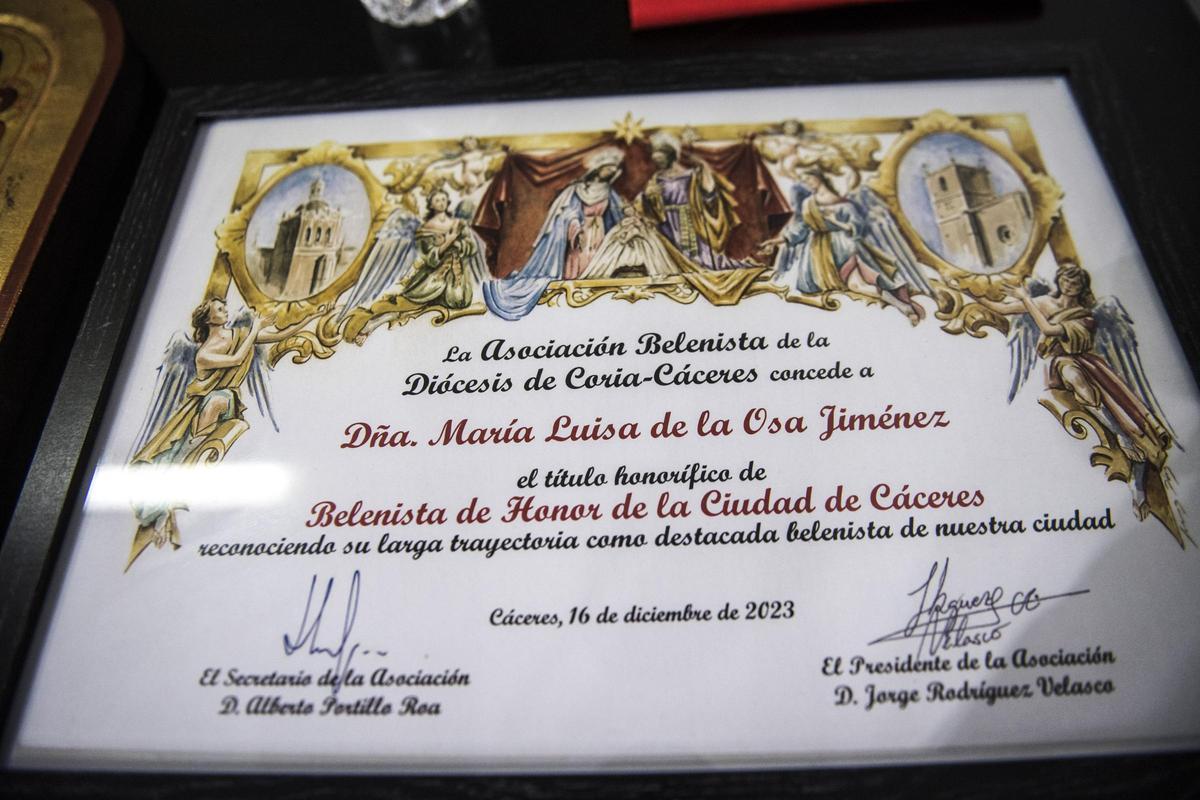 La Asociación Belenista de la
Diócesis de Coria-Cáceres concede a
Dña. María Luisa de la Osa Jiménez
el título honorífico de
Belenista de Honor de la Ciudad de Cáceres
reconociendo su larga trayectoria como destacada belenista de nuestra ciudad
Cáceres, 16 de diciembre de 2023
El Secretario de la Asociación
D. Alberto Portillo Roa
Velasco
El Presidente de la Asociación
D. Jorge Rodríguez Velasco